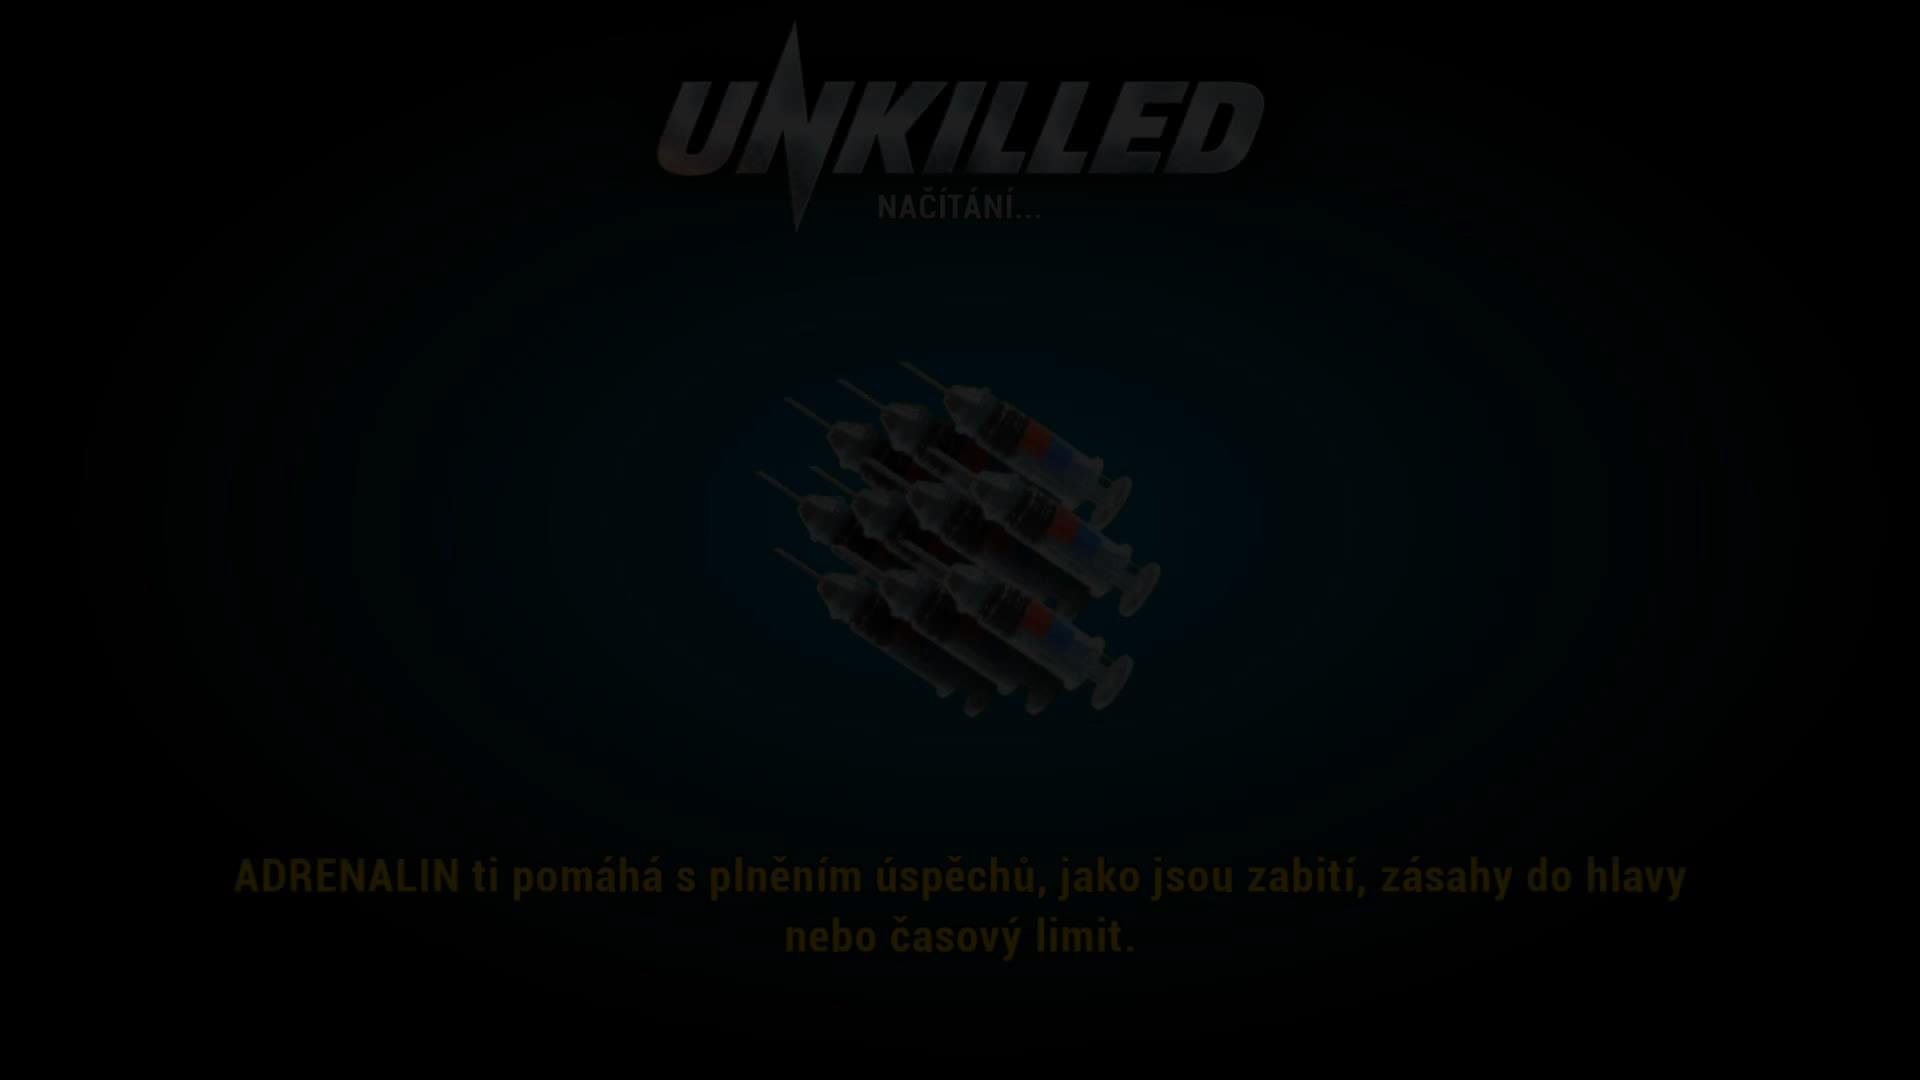 UNKILLED
NAČÍTÁNÍ...
ADRENALIN ti pomáhá s plněním úspěchů, jako jsou zabití, zásahy do hlavy
nebo časový limit.